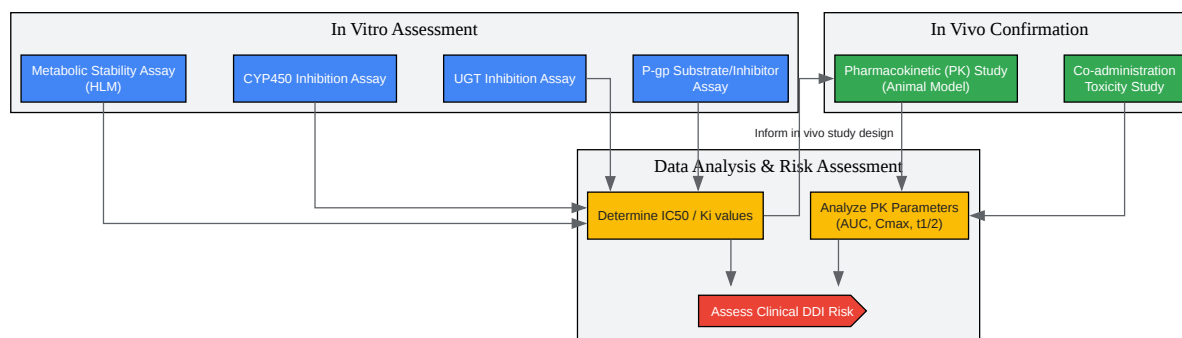 In Vitro Assessment
In Vivo Confirmation
Metabolic Stability Assay
(HLM)
CYP450 Inhibition Assay
UGT Inhibition Assay
P-gp Substrate/Inhibitor
Assay
Pharmacokinetic (PK) Study
(Animal Model)
Co-administration
Toxicity Study
Inform in vivo study design
Data Analysis & Risk Assessment
Determine IC50 / Ki values
Analyze PK Parameters
(AUC, Cmax, t1/2)
Assess Clinical DDI Risk